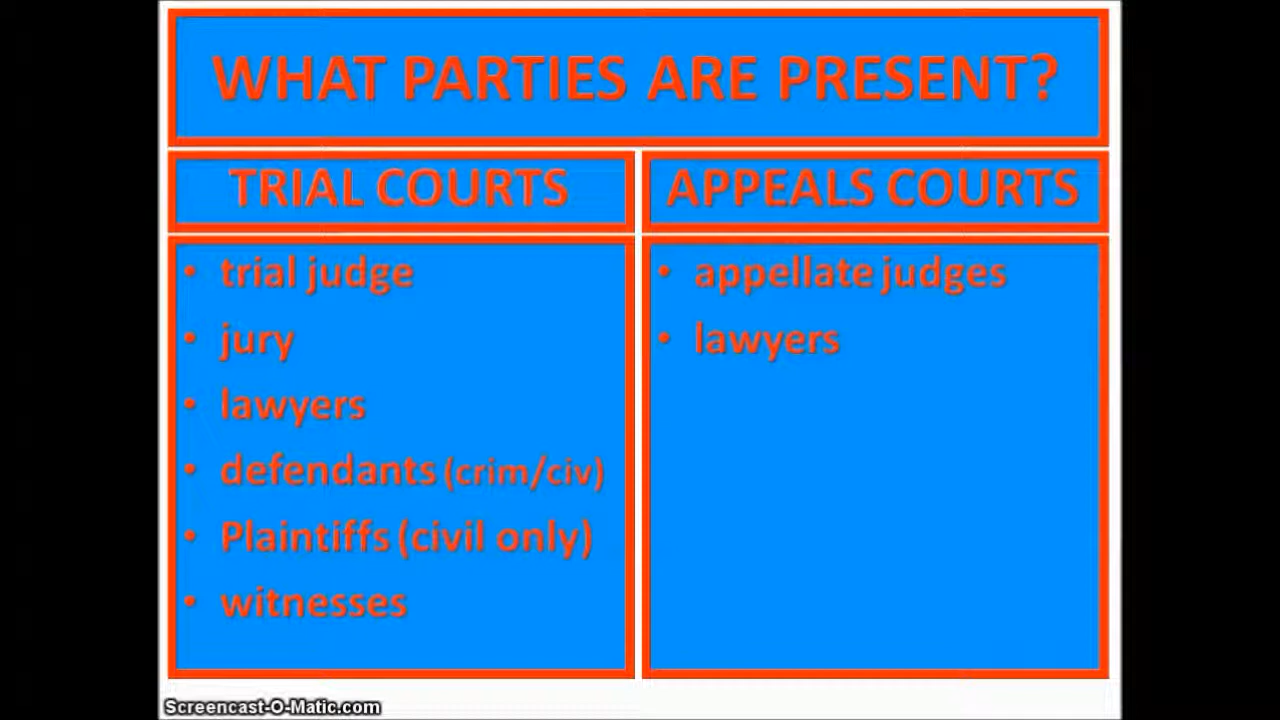 WHAT PARTIES ARE PRESENT?
TRIAL COURTS
• trial judge
• jury
• lawyers
• defendants (crim/civ)
• Plaintiffs (civil only)
• witnesses
APPEALS COURTS
• appellate judges
• lawyers
Screencast-O-Matic.com